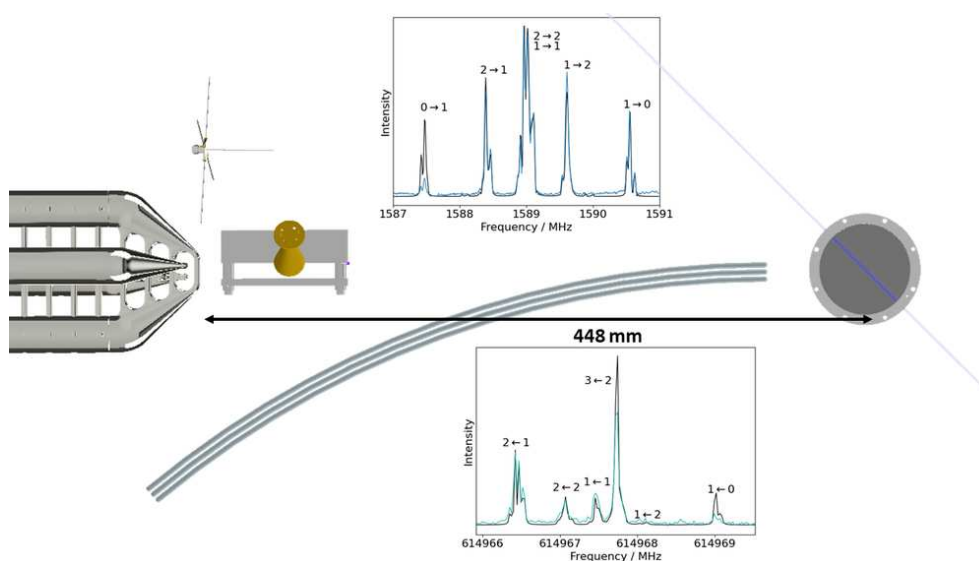 0→1
2→1
2→2
1→1
1→2
1→0
Intensity
1587 1588 1589 1590 1591
Frequency / MHz
448 mm
3←2
2←1
2←2
1←1
1←2
1←0
Intensity
614966 614967 614968 614969
Frequency / MHz